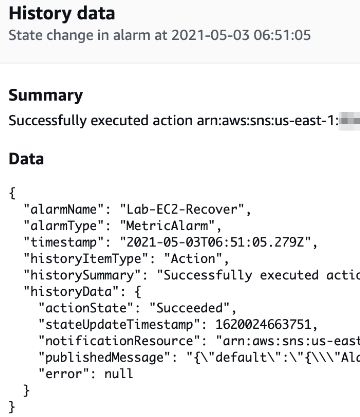 History data
State change in alarm at 2021-05-03 06:51:05
Summary
Successfully executed action arn:aws:sns:us-east-1:
Data
{
"alarmName": "Lab-EC2-Recover",
"alarmType": "MetricAlarm",
"timestamp": "2021-05-03T06:51:05.279Z",
"historyItemType": "Action",
"historySummary": "Successfully executed actio
"historyData": {
"actionState": "Succeeded",
"stateUpdateTimestamp": 1620024663751,
"notificationResource": "arn:aws:sns:us-east
"publishedMessage": "{\"default\":\"{\\\"Ala
"error": null
}
}